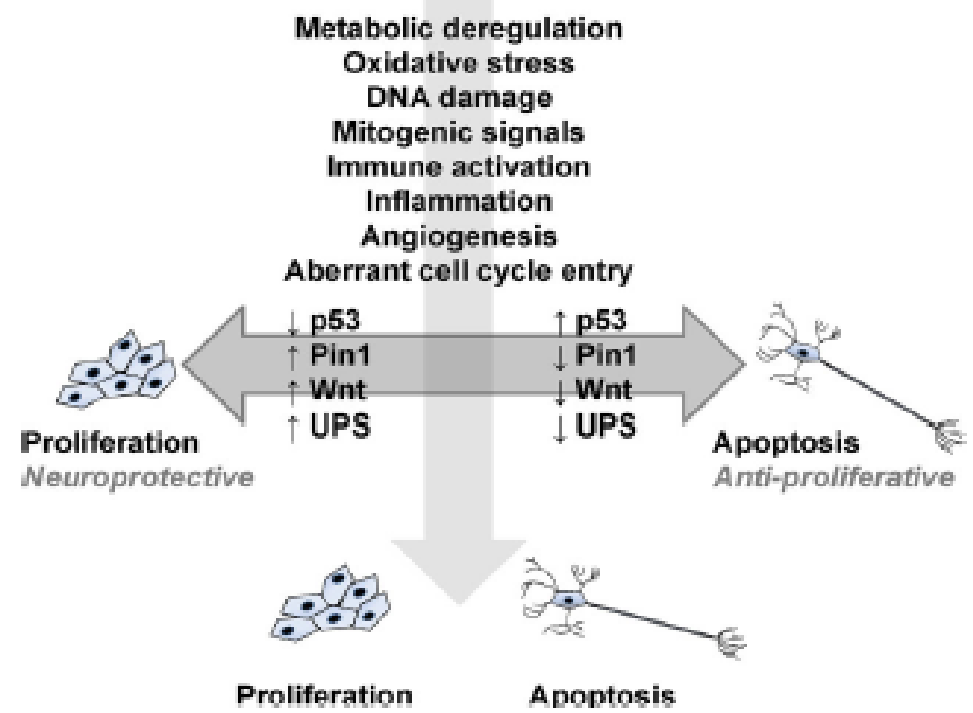 Metabolic deregulation
Oxidative stress
DNA damage
Mitogenic signals
Immune activation
Inflammation
Angiogenesis
Aberrant cell cycle entry
↓ p53
↑ Pin1
↑ Wnt
↑ UPS
↑ p53
↓ Pin1
↓ Wnt
↓ UPS
Proliferation
Neuroprotective
Apoptosis
Anti-proliferative
Proliferation
Apoptosis